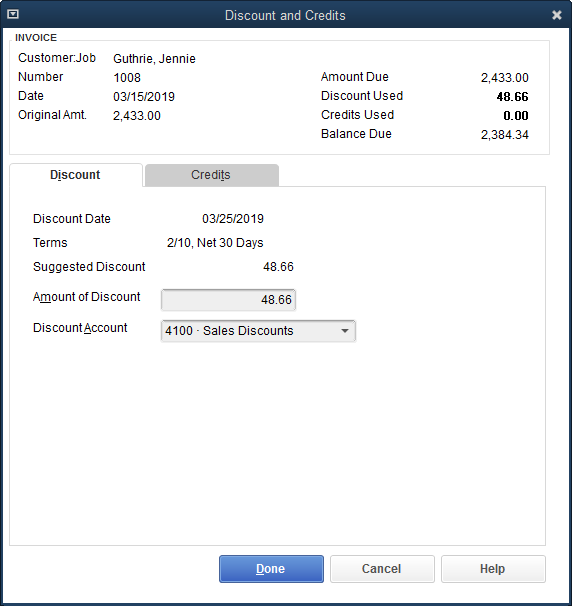 Discount and Credits
INVOICE
Customer:Job Guthrie, Jennie
Number 1008 Amount Due 2,433.00
Date 03/15/2019 Discount Used 48.66
Original Amt. 2,433.00 Credits Used 0.00
Balance Due 2,384.34
Discount Credits
Discount Date 03/25/2019
Terms 2/10, Net 30 Days
Suggested Discount 48.66
Amount of Discount 48.66
Discount Account 4100 · Sales Discounts
Done Cancel Help